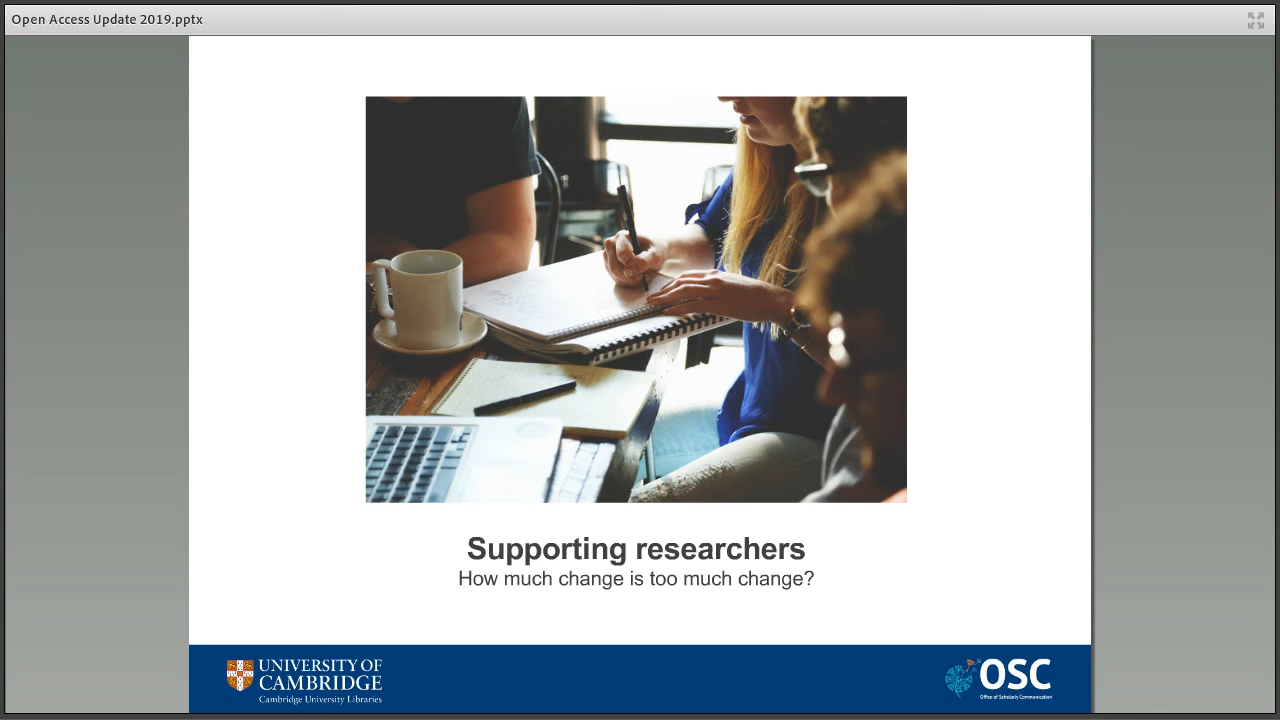 Open Access Update 2019.pptx
Supporting researchers
How much change is too much change?
UNIVERSITY OF
CAMBRIDGE
Cambridge University Libraries
OSC
Office of Scholarly Communication